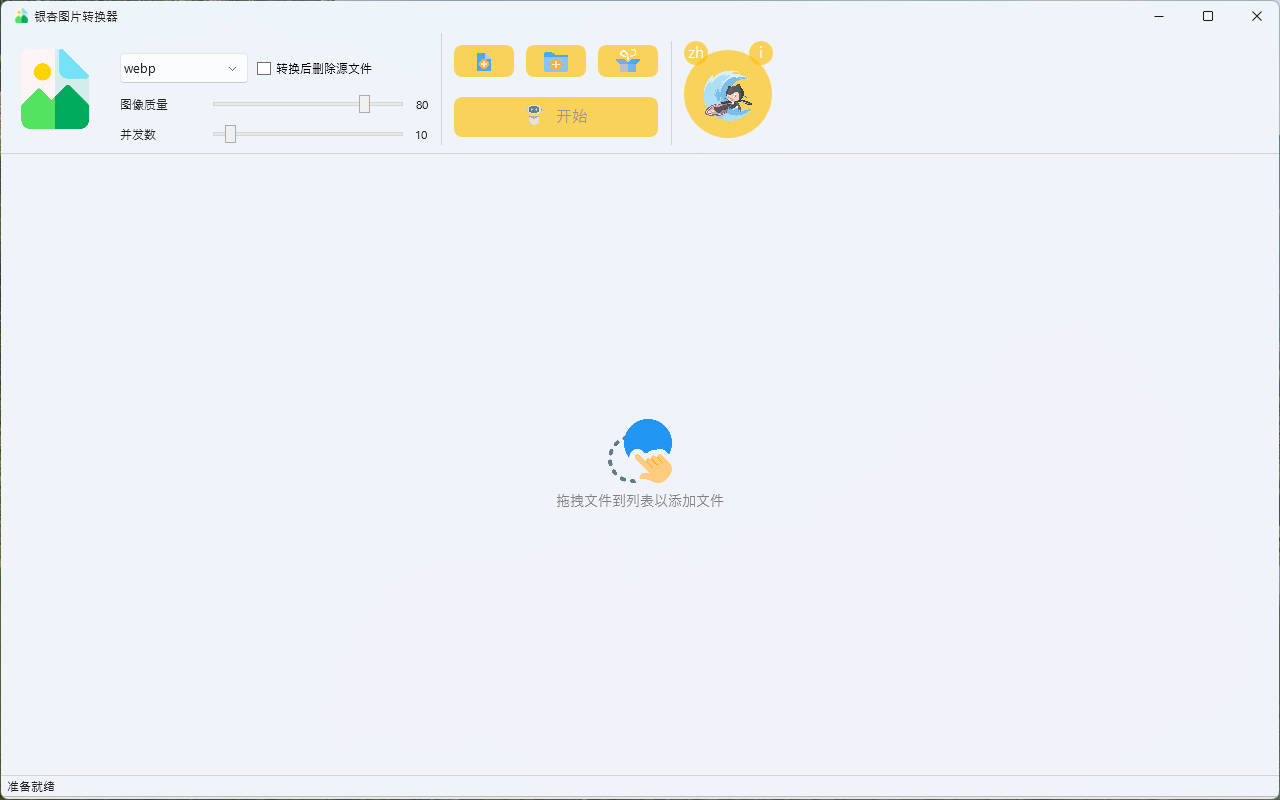 银杏图片转换器
webp
转换后删除源文件
图像质量
80
并发数
10
开始
zh
i
拖拽文件到列表以添加文件
准备就绪